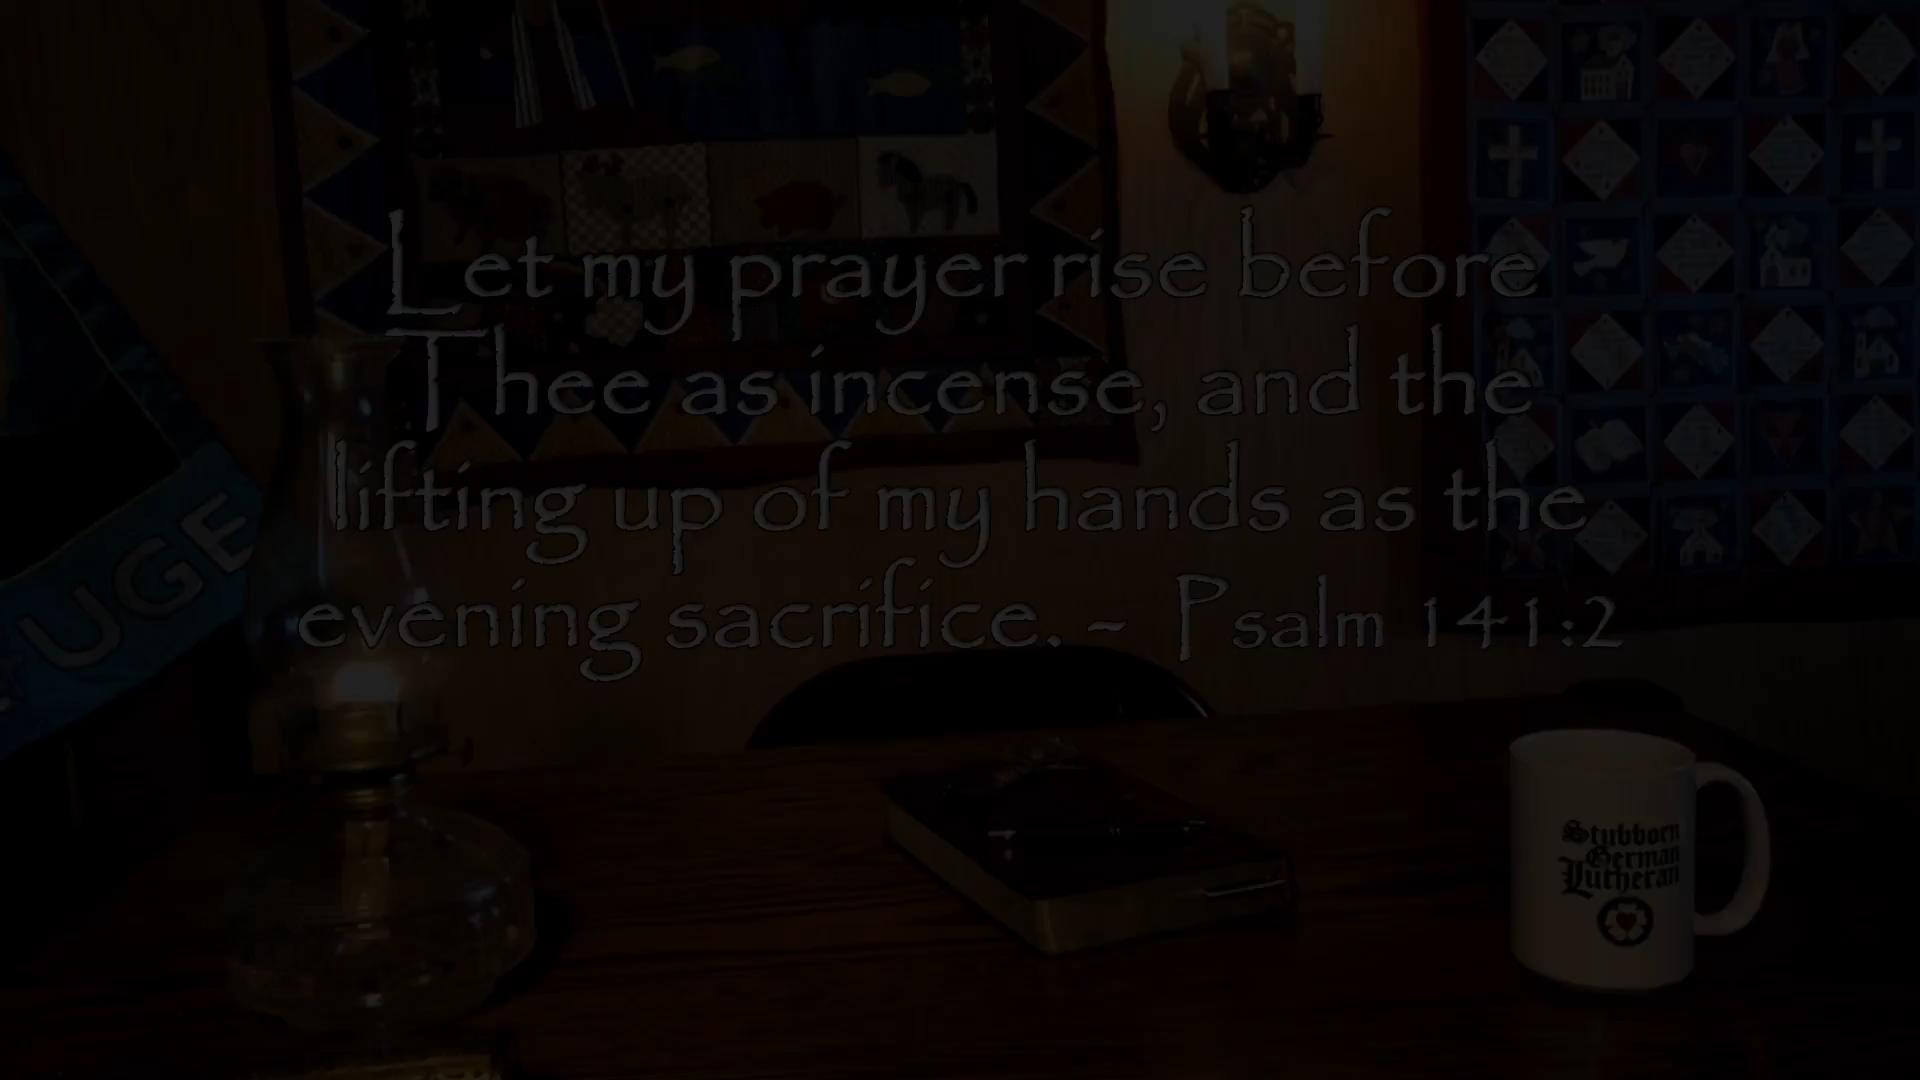 Let my prayer rise before
Thee as incense, and the
lifting up of my hands as the
evening sacrifice. - Psalm 141:2
UGE
Stubborn
German
Lutheran